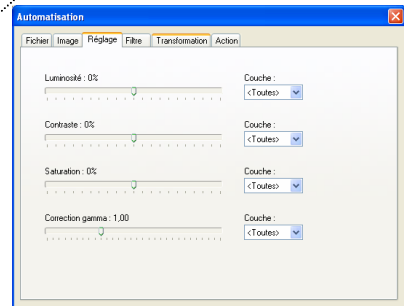 Automatisation
Fichier Image Réglage Filtre Transformation Action
Luminosité : 0% Couche :
<Toutes>
Contraste : 0% Couche :
<Toutes>
Saturation : 0% Couche :
<Toutes>
Correction gamma : 1,00 Couche :
<Toutes>